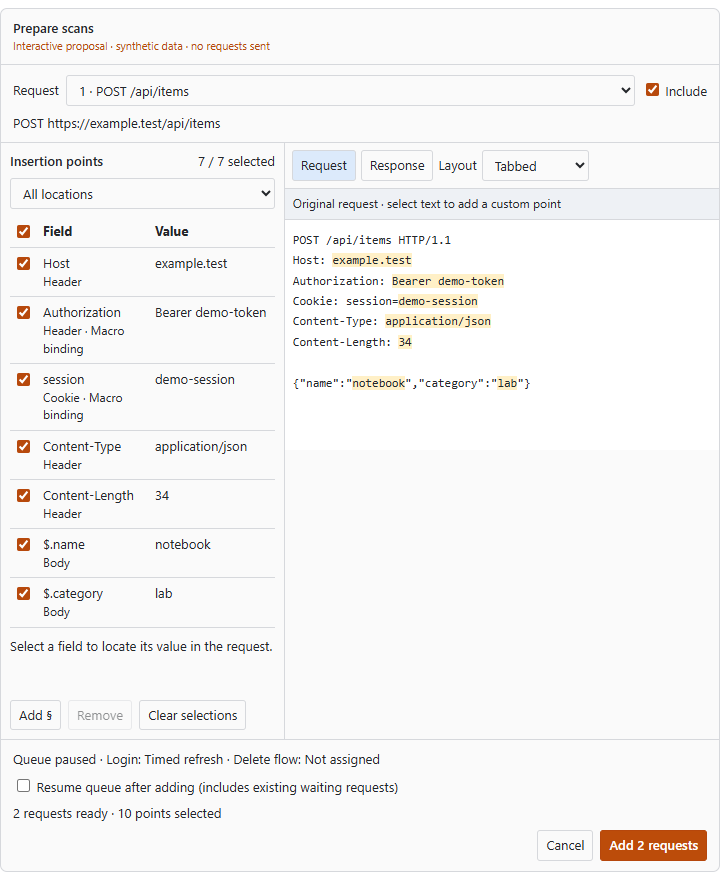 Prepare scans
Interactive proposal · synthetic data · no requests sent
Request 1 · POST /api/items Include
POST https://example.test/api/items
Insertion points 7 / 7 selected
All locations
Field Value
Host example.test
Header
Authorization Bearer demo-token
Header · Macro
binding
session demo-session
Cookie · Macro
binding
Content-Type application/json
Header
Content-Length 34
Header
$.name notebook
Body
$.category lab
Body
Select a field to locate its value in the request.
Add § Remove Clear selections
Request Response Layout Tabbed
Original request · select text to add a custom point
POST /api/items HTTP/1.1
Host: example.test
Authorization: Bearer demo-token
Cookie: session=demo-session
Content-Type: application/json
Content-Length: 34
{"name":"notebook","category":"lab"}
Queue paused · Login: Timed refresh · Delete flow: Not assigned
Resume queue after adding (includes existing waiting requests)
2 requests ready · 10 points selected
Cancel Add 2 requests